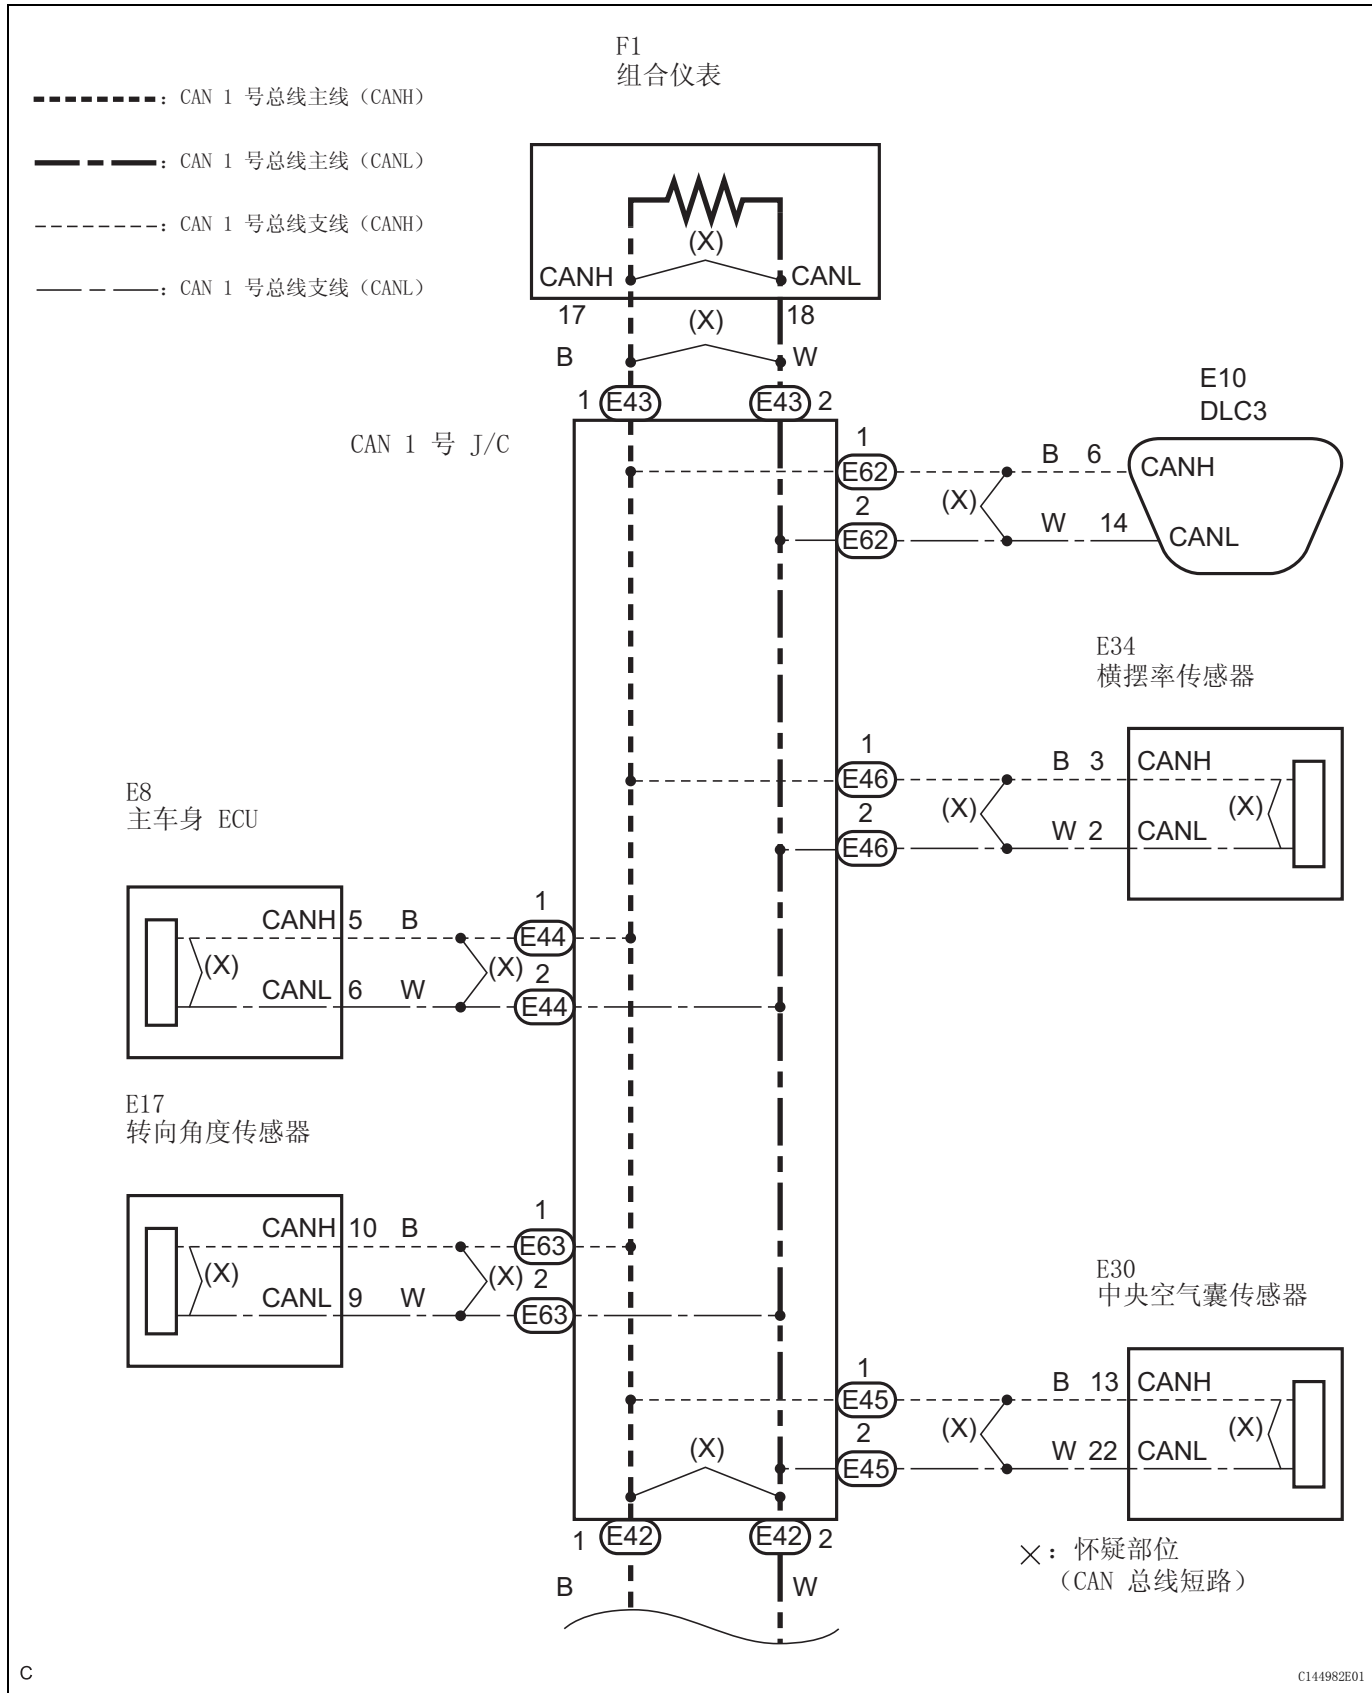 F1
组合仪表
: CAN 1 号总线主线（CANH）
: CAN 1 号总线主线（CANL）
: CAN 1 号总线支线（CANH）
: CAN 1 号总线支线（CANL）
(X)
CANH
CANL
17
(X)
18
B
W
1
E43
E43
2
CAN 1 号 J/C
E10
DLC3
1
E62
B
6
CANH
(X)
2
E62
W
14
CANL
E34
横摆率传感器
1
E46
B
3
CANH
(X)
(X)
2
E46
W
2
CANL
E8
主车身 ECU
CANH
5
B
1
E44
(X)
(X)
CANL
6
W
2
E44
E17
转向角度传感器
CANH
10
B
1
E63
(X)
(X)
CANL
9
W
2
E63
E30
中央空气囊传感器
1
E45
B
13
CANH
(X)
(X)
2
E45
W
22
CANL
(X)
1
E42
E42
2
B
W
×: 怀疑部位
（CAN 总线短路）
C
C144982E01